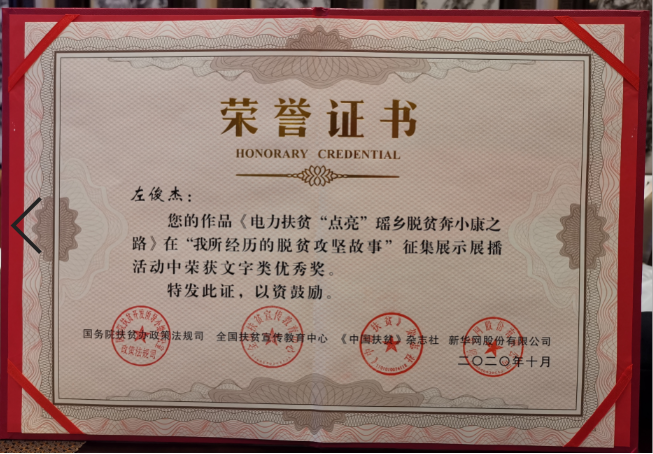 荣誉证书
HONORARY CREDENTIAL
左俊杰：
您的作品《电力扶贫“点亮”瑶乡脱贫奔小康之
路》在“我所经历的脱贫攻坚故事”征集展示展播
活动中荣获文字类优秀奖。
特发此证，以资鼓励。
国务院扶贫办政策法规司 全国扶贫宣传教育中心 《中国扶贫》杂志社 新华网股份有限公司
二〇二〇年十月